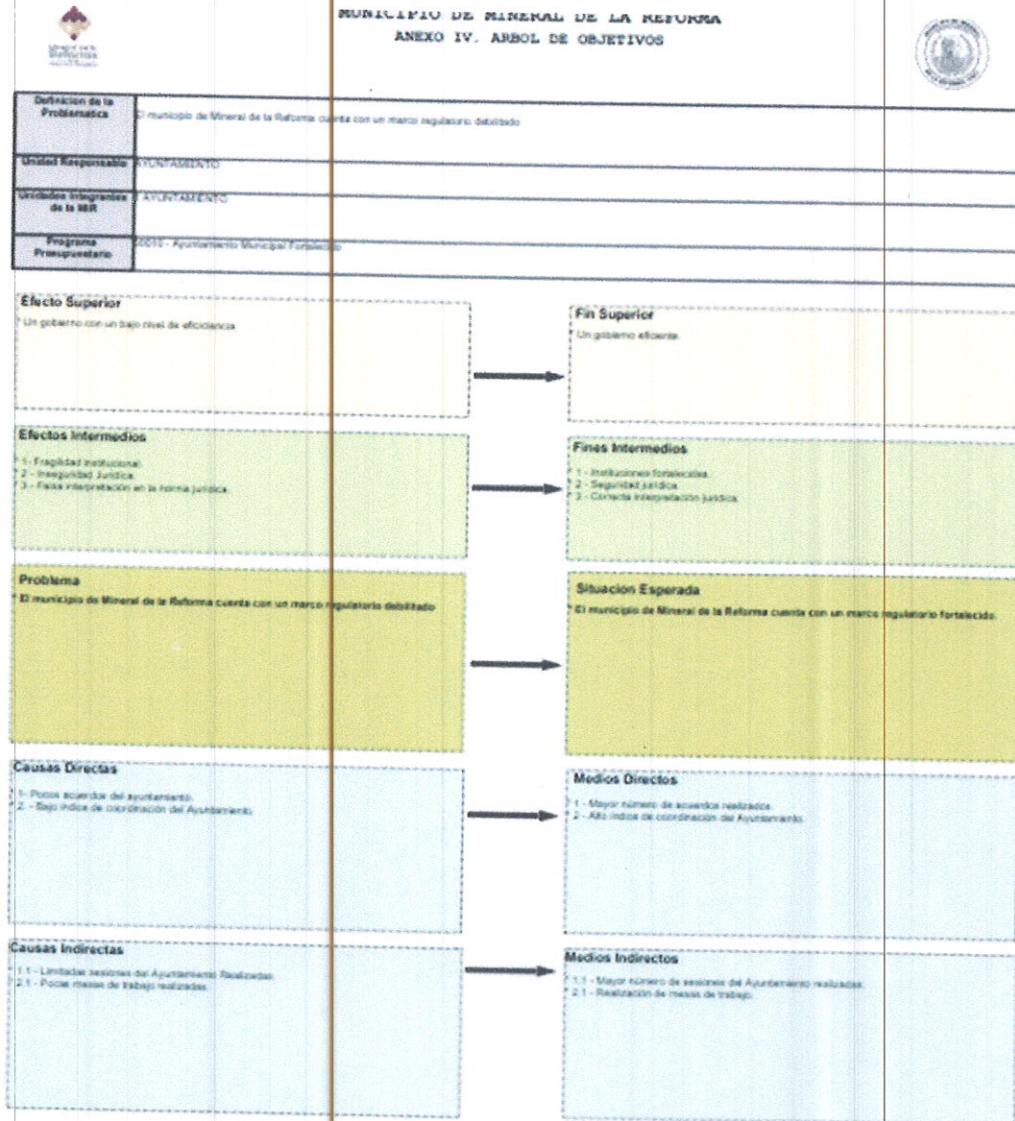 MUNICIPIO DE MINERAL DE LA REFORMA
ANEXO IV. ARBOL DE OBJETIVOS
Definicion de la Problematica
El municipio de Mineral de la Reforma cuenta con un marco regulatorio debilitado
Unidad Responsable
AYUNTAMIENTO
Unidades Integrantes de la MIR
AYUNTAMIENTO
Programa Presupuestario
- Ayuntamiento Municipal Fortalecido
Efecto Superior
* Un gobierno con un bajo nivel de eficiciencia
Fin Superior
* Un gobierno eficiente.
Efectos Intermedios
* 1- Fragilidad institucional.
* 2 - Inseguridad Jurídica.
* 3 - Falsa interpretación en la norma jurídica.
Fines Intermedios
* 1 - Instituciones fortalecidas.
* 2 - Seguridad jurídica.
* 3 - Correcta interpretación jurídica.
Problema
* El municipio de Mineral de la Reforma cuenta con un marco regulatorio debilitado
Situacion Esperada
* El municipio de Mineral de la Reforma cuenta con un marco regulatorio fortalecido.
Causas Directas
* 1- Pocos acuerdos del ayuntamiento.
* 2. - Bajo índice de coordinación del Ayuntamiento.
Medios Directos
* 1 - Mayor número de acuerdos realizados.
* 2 - Alto índice de coordinación del Ayuntamiento.
Causas Indirectas
* 1.1 - Limitadas sesiones del Ayuntamiento Realizadas.
* 2.1 - Pocas mesas de trabajo realizadas.
Medios Indirectos
* 1.1 - Mayor número de sesiones del Ayuntamiento realizadas.
* 2.1 - Realización de mesas de trabajo.